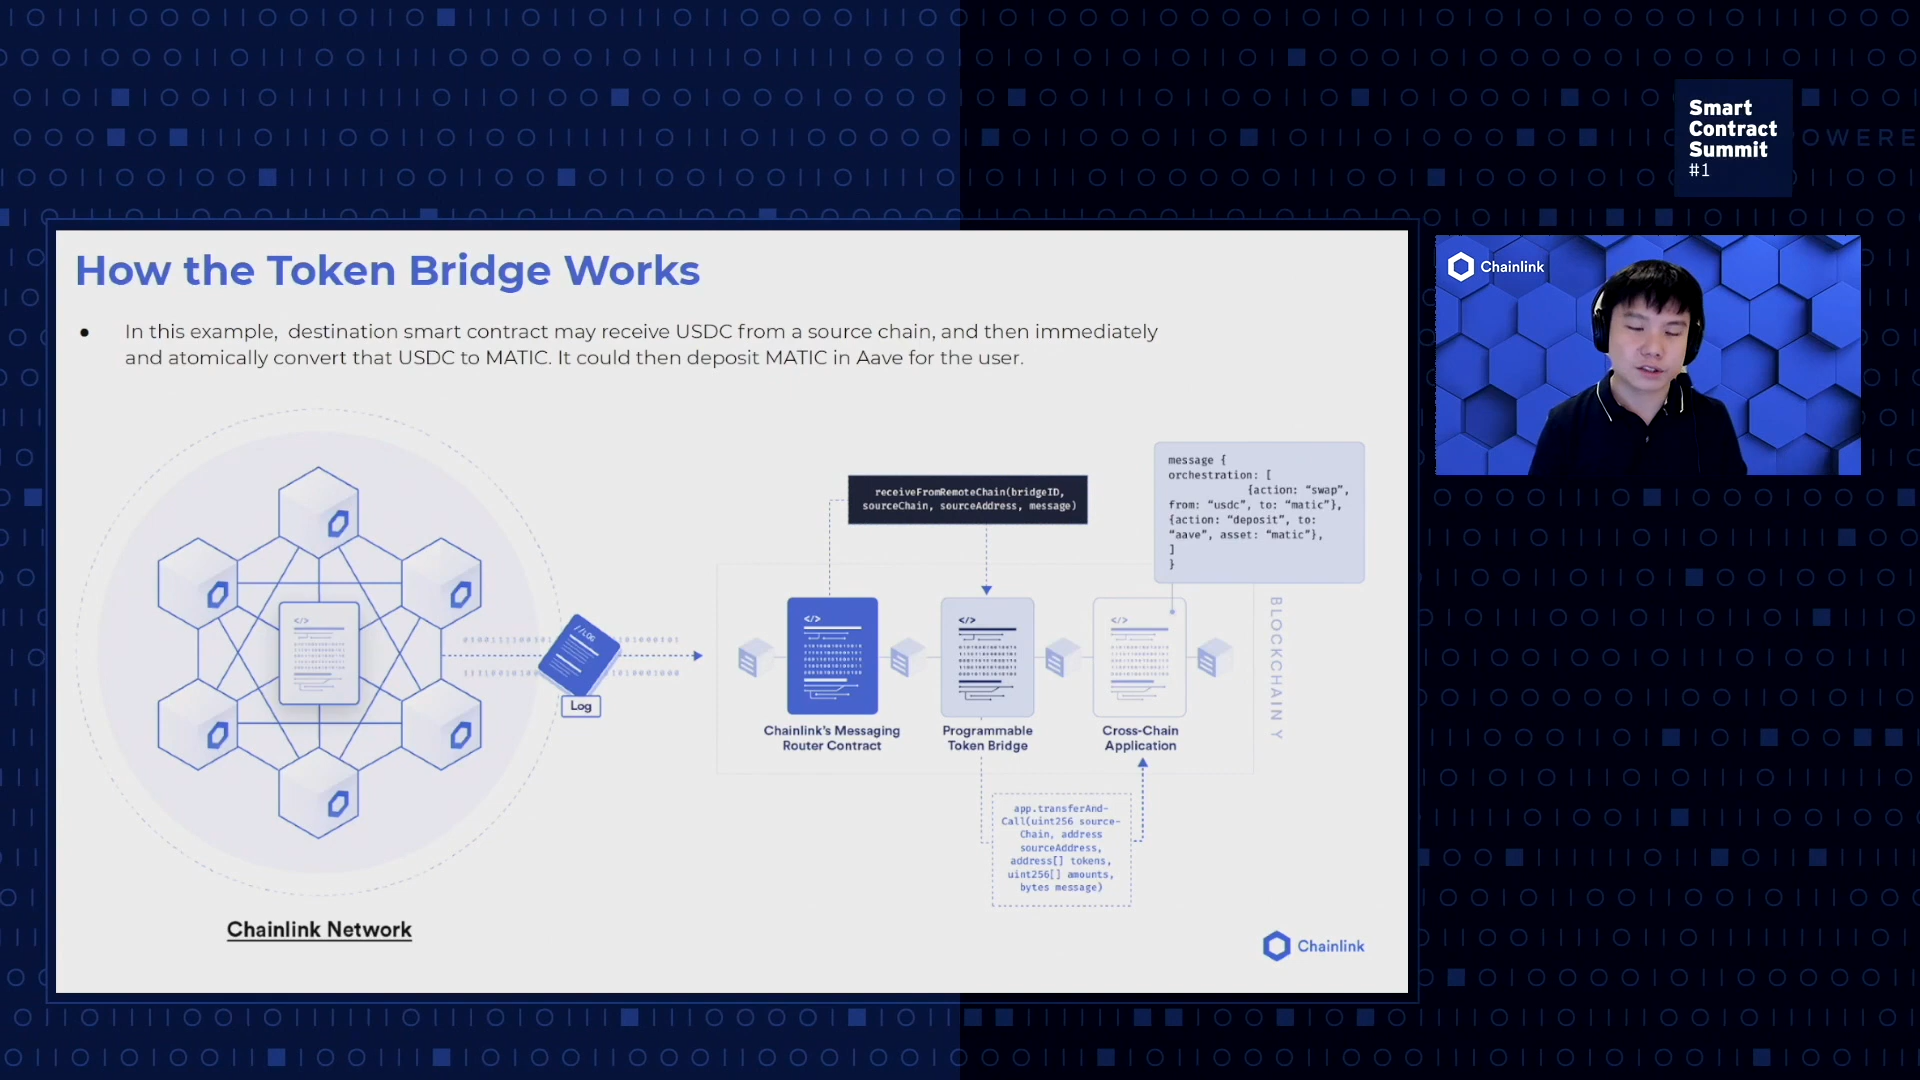 Smart
Contract
Summit
#1
POWERE
How the Token Bridge Works
● In this example, destination smart contract may receive USDC from a source chain, and then immediately
and atomically convert that USDC to MATIC. It could then deposit MATIC in Aave for the user.
Chainlink
message {
orchestration: [
{action: “swap”,
from: “usdc”, to: “matic”},
{action: “deposit”, to:
“aave”, asset: “matic”},
]
}
receiveFromRemoteChain(bridgeID,
sourceChain, sourceAddress, message)
//LOG
Log
</>
</>
</>
</>
Chainlink's Messaging
Router Contract
Programmable
Token Bridge
Cross-Chain
Application
BLOCKCHAIN Y
app.transferAnd-
Call(uint256 source-
Chain, address
sourceAddress,
address[] tokens,
uint256[] amounts,
bytes message)
Chainlink Network
Chainlink